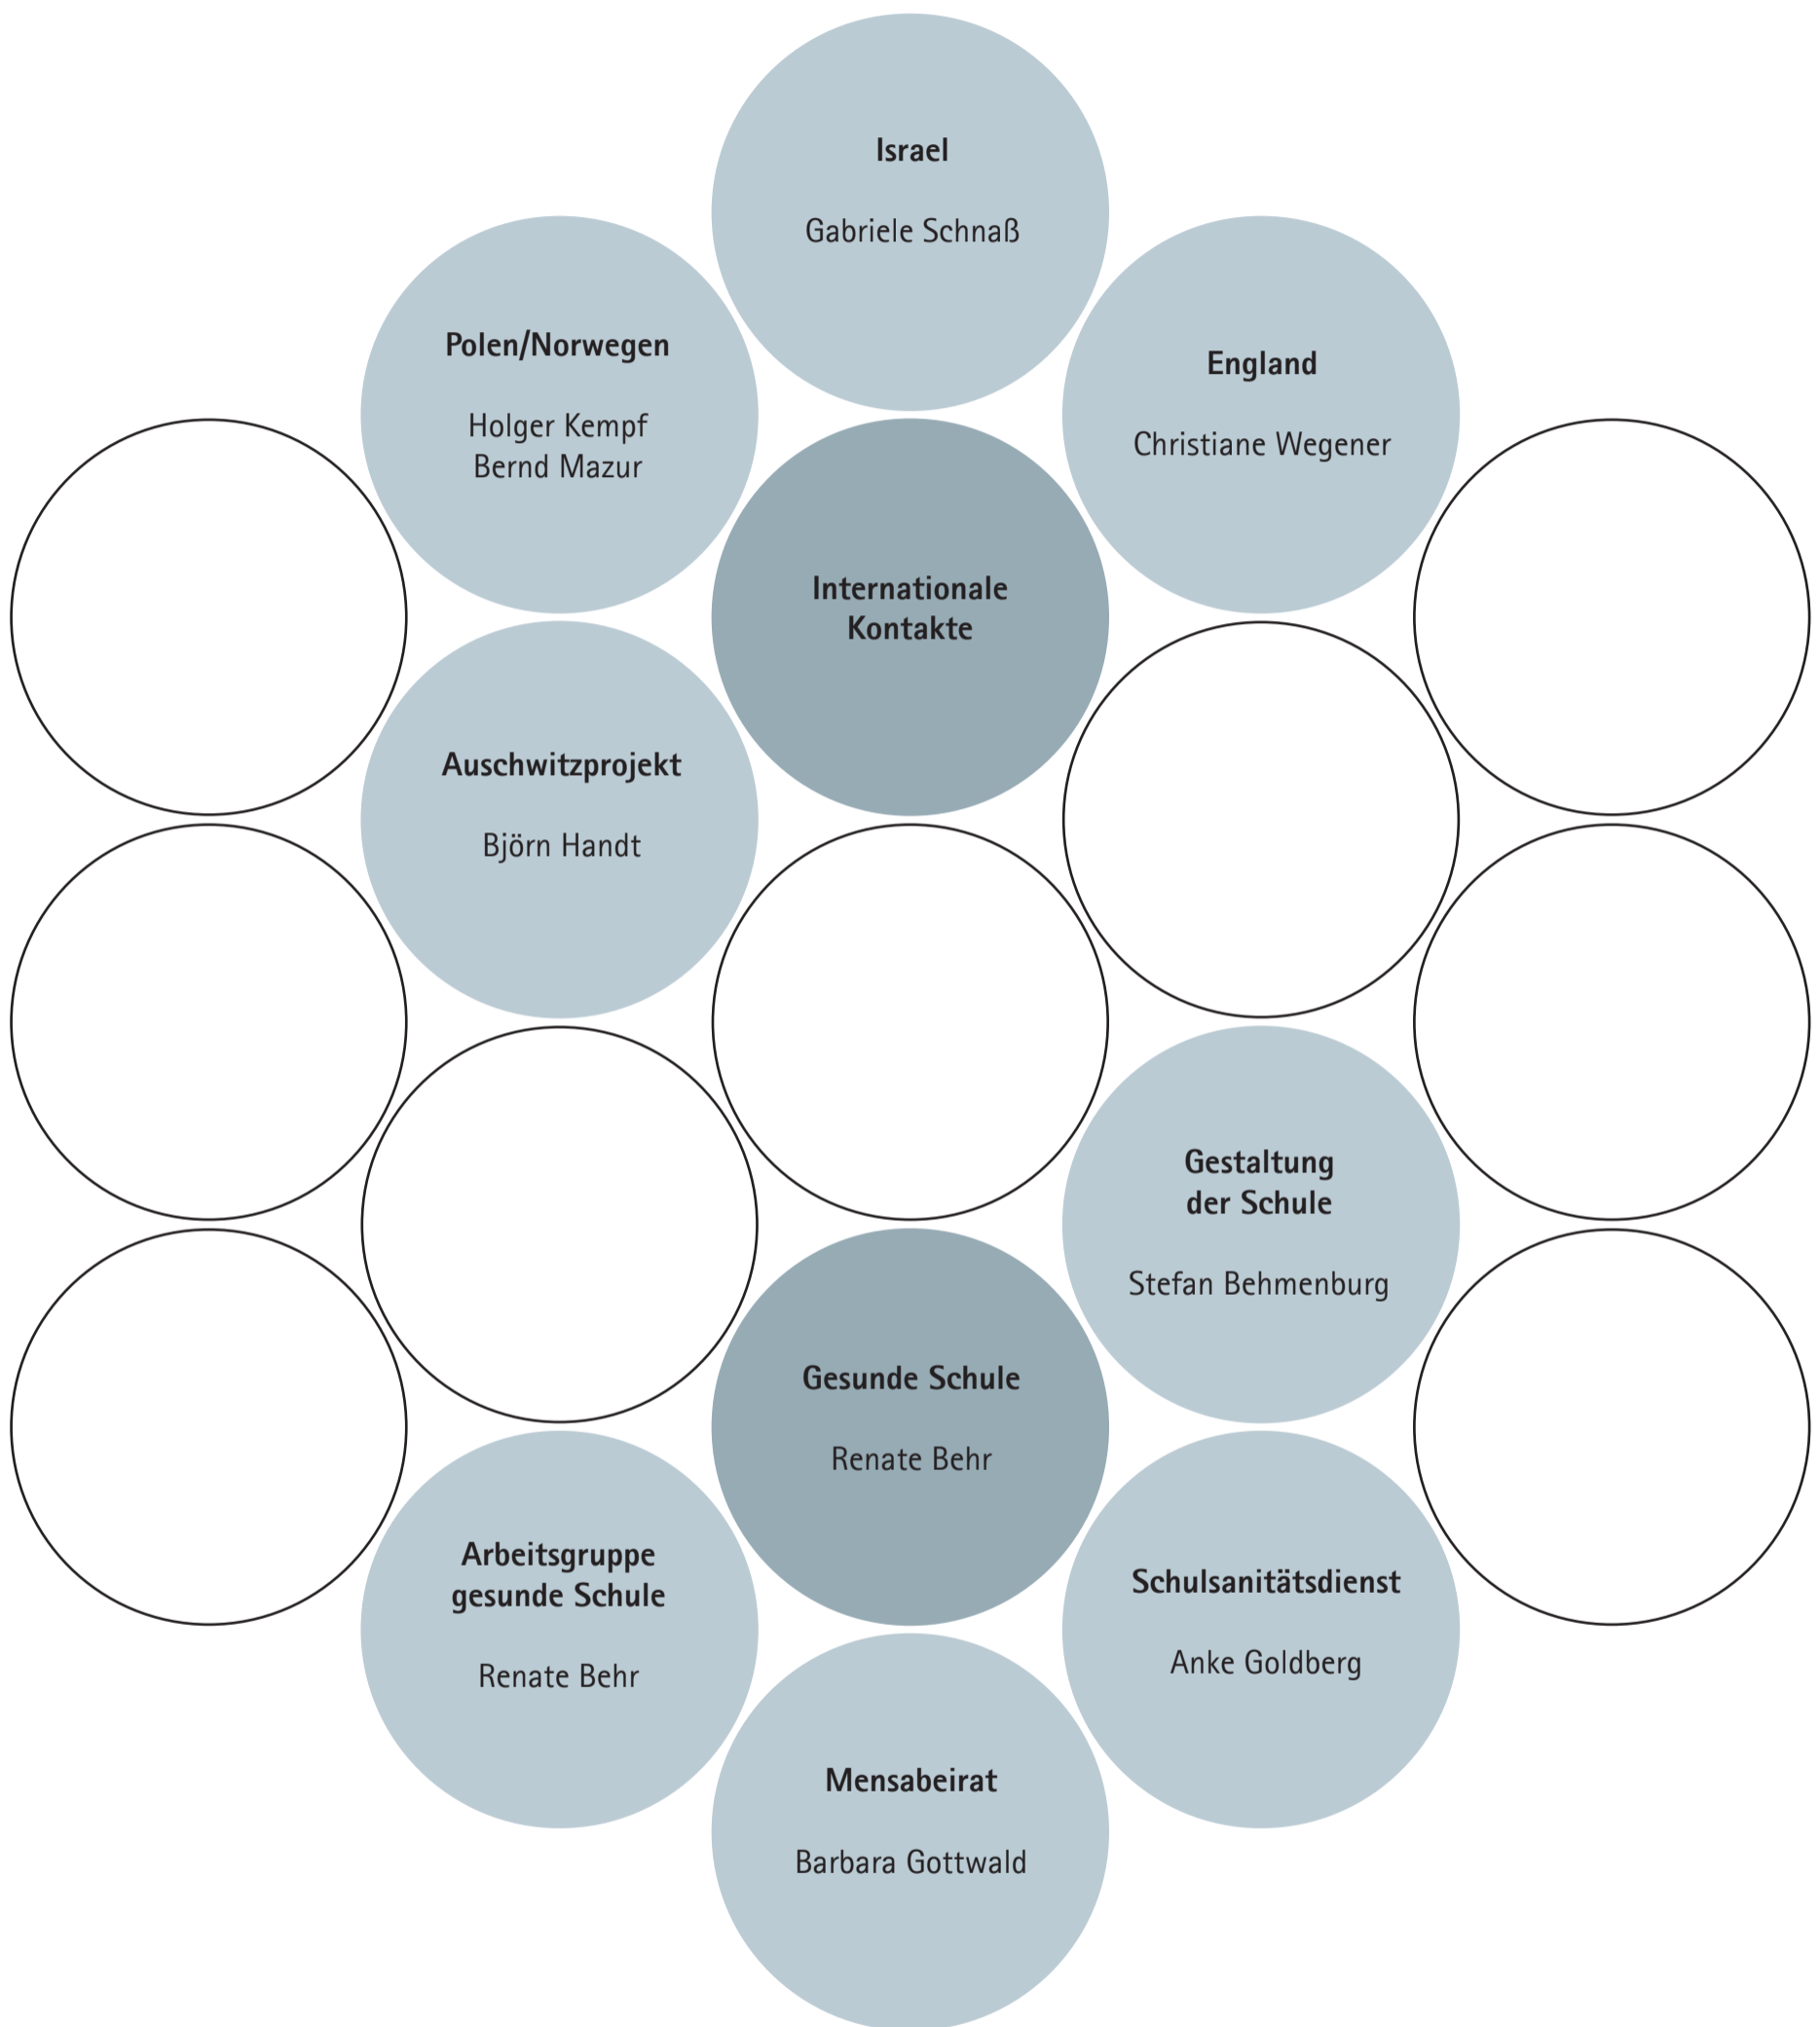 Israel
Gabriele Schnaß
Polen/Norwegen
Holger Kempf
Bernd Mazur
England
Christiane Wegener
Internationale
Kontakte
Auschwitzprojekt
Björn Handt
Gestaltung
der Schule
Stefan Behmenburg
Gesunde Schule
Renate Behr
Arbeitsgruppe
gesunde Schule
Renate Behr
Schulsanitätsdienst
Anke Goldberg
Mensabeirat
Barbara Gottwald